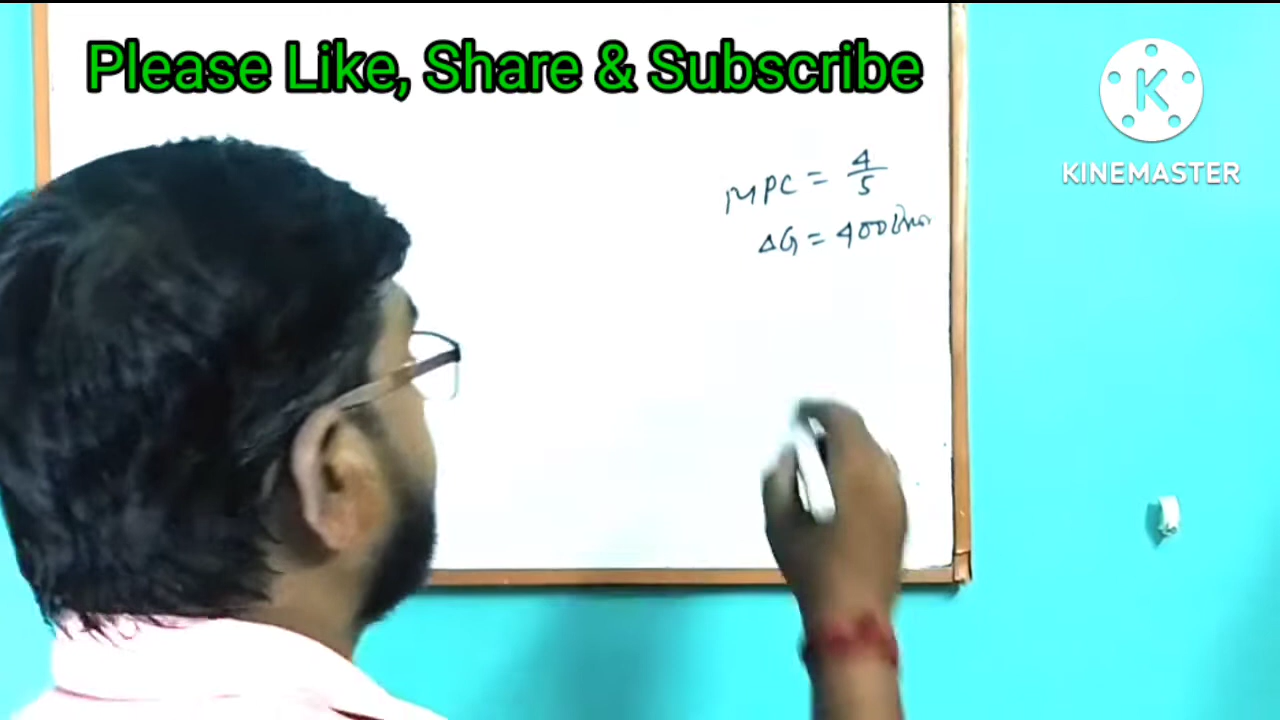 Please Like, Share & Subscribe
K
KINEMASTER
MPC = 4/5
ΔG = 400